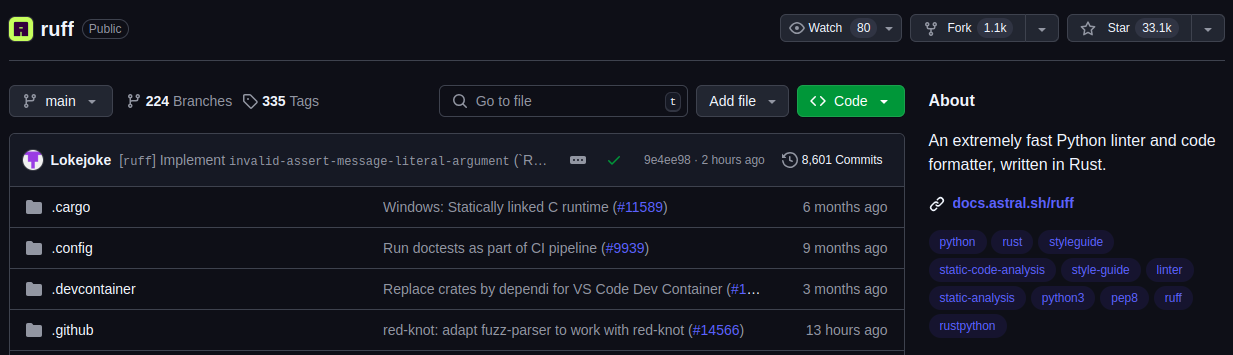 ruff Public Watch 80 Fork 1.1k Star 33.1k
main 224 Branches 335 Tags Go to file t Add file Code
Lokejoke [ruff] Implement invalid-assert-message-literal-argument (`R... 9e4ee98 · 2 hours ago 8,601 Commits
.cargo Windows: Statically linked C runtime (#11589) 6 months ago
.config Run doctests as part of CI pipeline (#9939) 9 months ago
.devcontainer Replace crates by dependi for VS Code Dev Container (#1... 3 months ago
.github red-knot: adapt fuzz-parser to work with red-knot (#14566) 13 hours ago
About
An extremely fast Python linter and code
formatter, written in Rust.
docs.astral.sh/ruff
python rust styleguide
static-code-analysis style-guide linter
static-analysis python3 pep8 ruff
rustpython